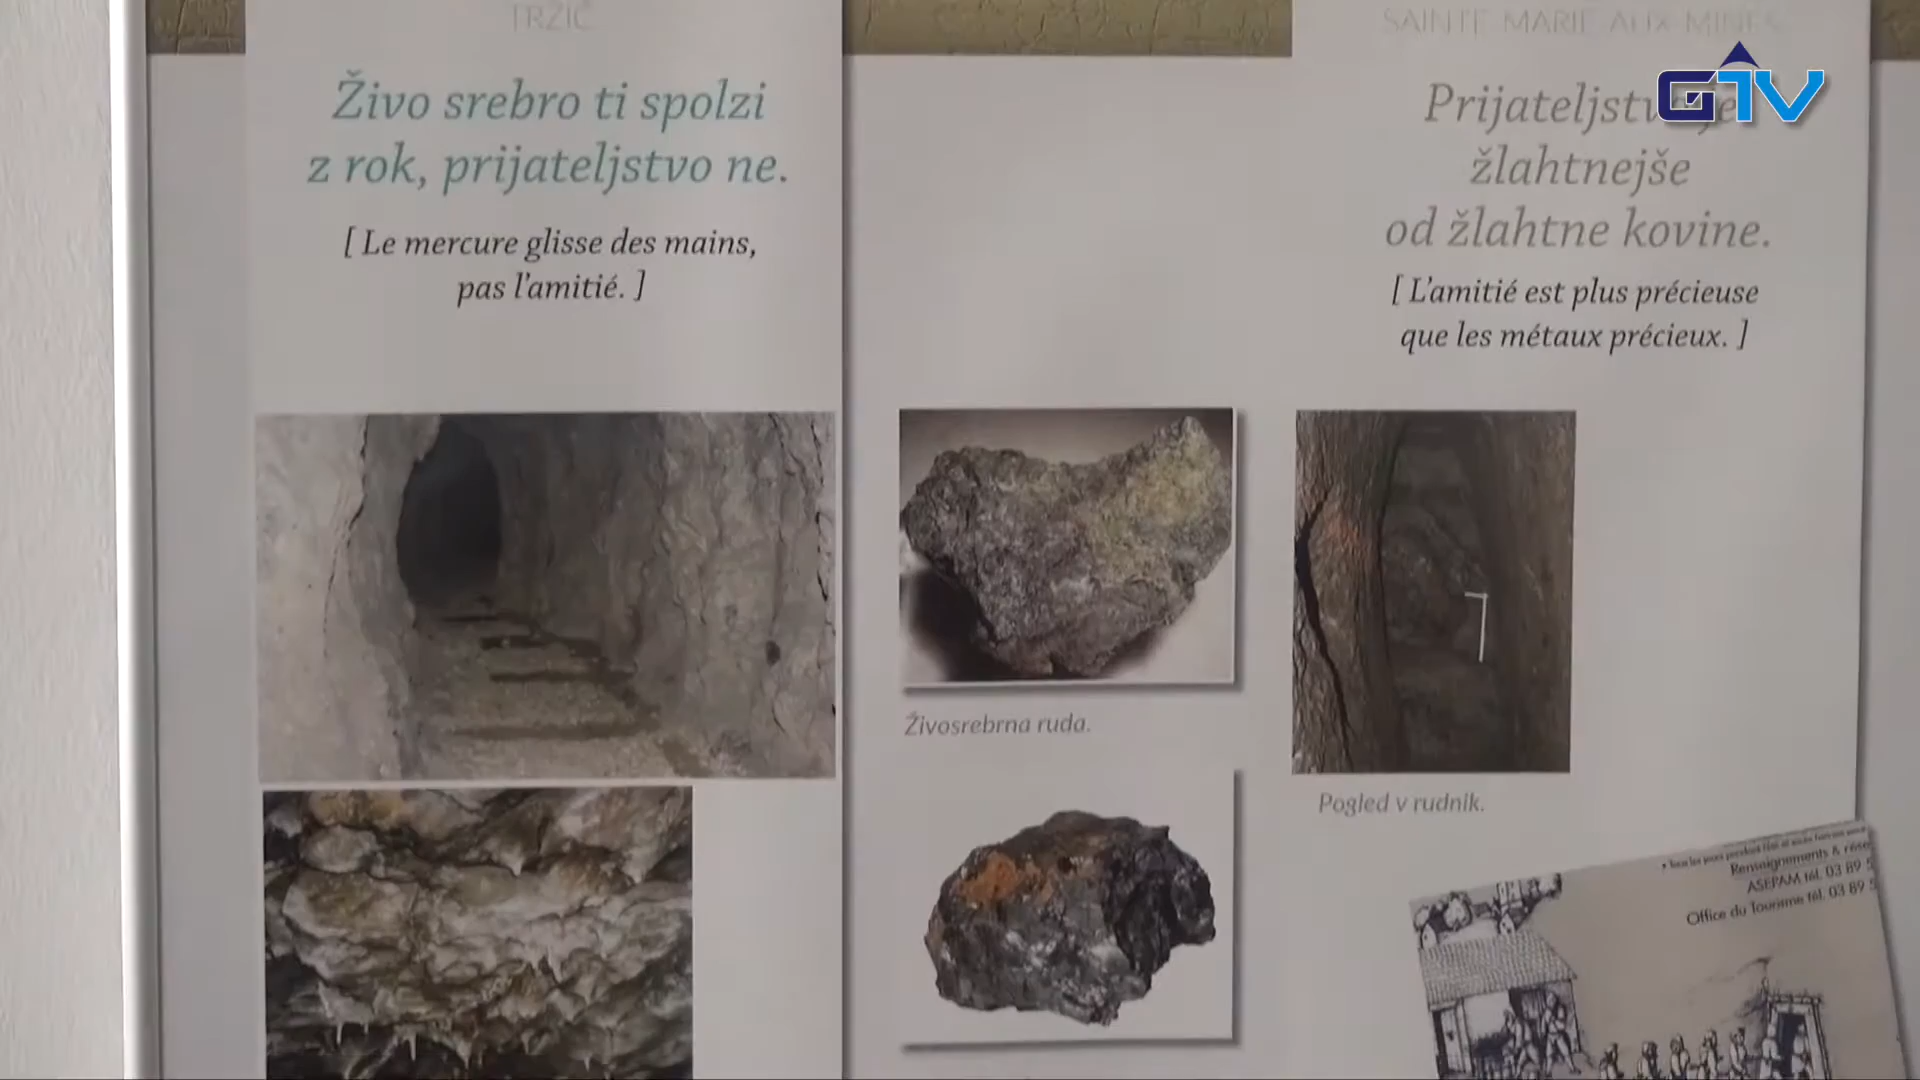 TRŽIČ
Živo srebro ti spolzi
z rok, prijateljstvo ne.
[ Le mercure glisse des mains,
pas l'amitié. ]
SAINTE MARIE AUX MINES
GTV
Prijateljstvo je
žlahtnejše
od žlahtne kovine.
[ L'amitié est plus précieuse
que les métaux précieux. ]
Živosrebrna ruda.
Pogled v rudnik.
Renseignements & rése
ASEPAM tél. 03 89 5
Office du Tourisme tél. 03 89 5